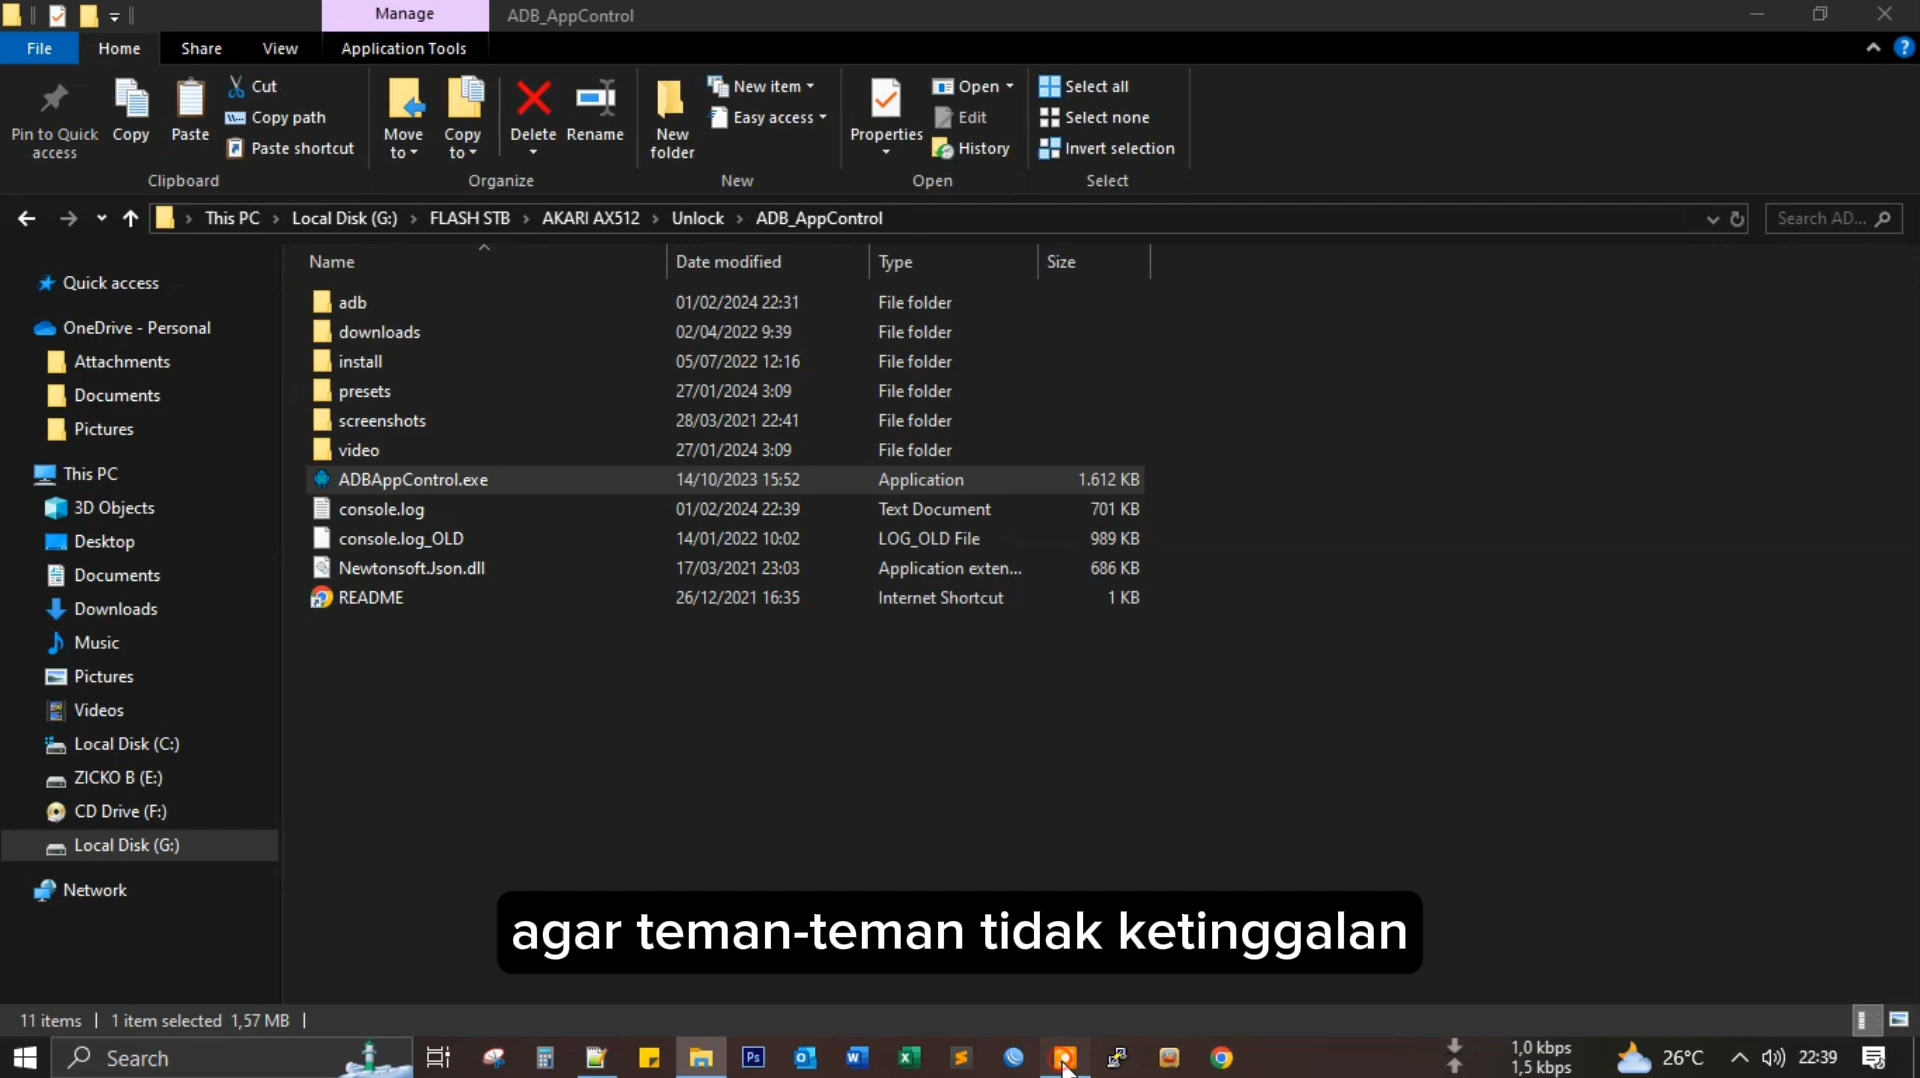 Manage
ADB_AppControl
File
Home
Share
View
Application Tools
Pin to Quick access
Copy
Paste
Cut
Copy path
Paste shortcut
Clipboard
Move to
Copy to
Delete
Rename
Organize
New folder
New item
Easy access
New
Properties
Open
Edit
History
Open
Select all
Select none
Invert selection
Select
This PC > Local Disk (G:) > FLASH STB > AKARI AX512 > Unlock > ADB_AppControl
Search AD...
Quick access
OneDrive - Personal
Attachments
Documents
Pictures
This PC
3D Objects
Desktop
Documents
Downloads
Music
Pictures
Videos
Local Disk (C:)
ZICKO B (E:)
CD Drive (F:)
Local Disk (G:)
Network
Name Date modified Type Size
adb 01/02/2024 22:31 File folder
downloads 02/04/2022 9:39 File folder
install 05/07/2022 12:16 File folder
presets 27/01/2024 3:09 File folder
screenshots 28/03/2021 22:41 File folder
video 27/01/2024 3:09 File folder
ADBAppControl.exe 14/10/2023 15:52 Application 1.612 KB
console.log 01/02/2024 22:39 Text Document 701 KB
console.log_OLD 14/01/2022 10:02 LOG_OLD File 989 KB
Newtonsoft.Json.dll 17/03/2021 23:03 Application exten... 686 KB
README 26/12/2021 16:35 Internet Shortcut 1 KB
agar teman-teman tidak ketinggalan
11 items | 1 item selected 1,57 MB |
Search
Ps
1,0 kbps
1,5 kbps
26°C
22:39